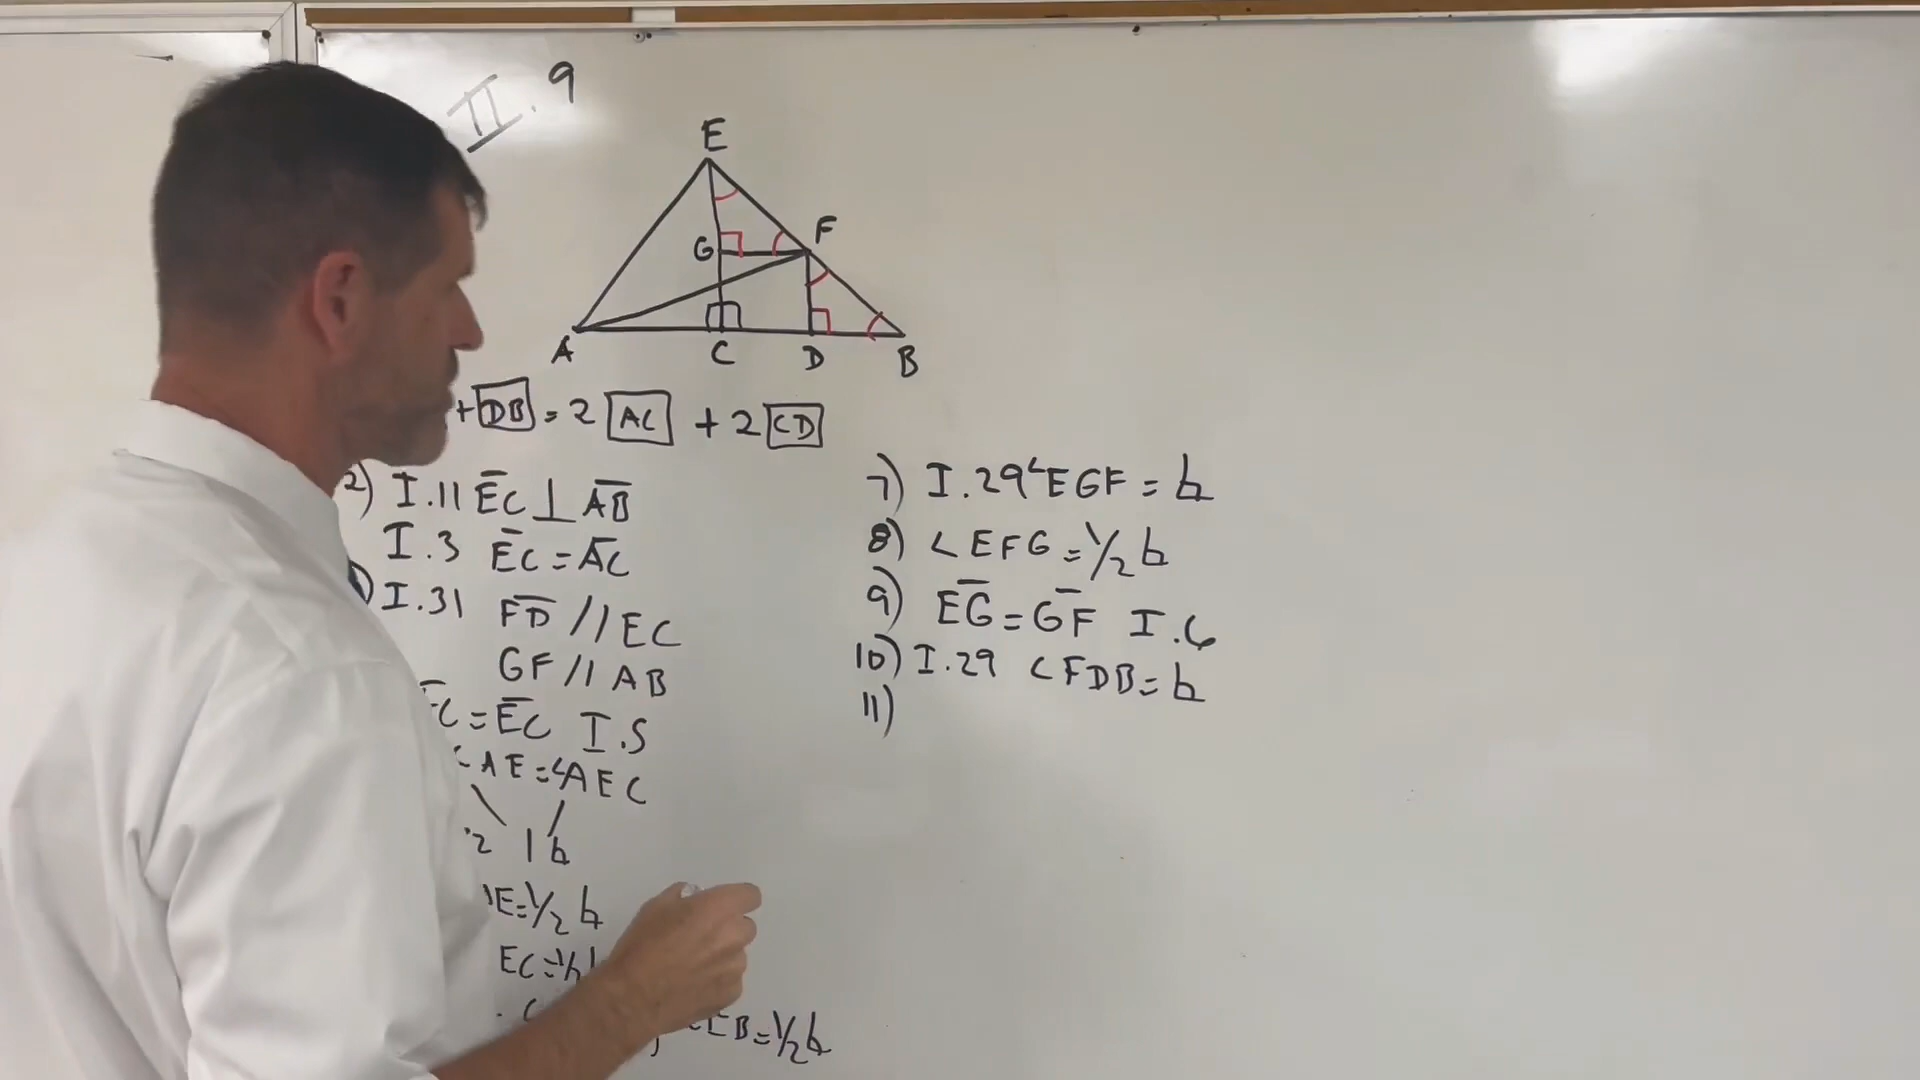 II.9
E
G F
A C D B
+ DB = 2 AC + 2 CD
2) I.11 EC ⊥ AB
I.3 EC = AC
I.31 FD // EC
GF // AB
C = EC I.5
AE = <AEC
E = 1/2
EC = 1/2
EB = 1/2
7) I.29 <EGF = b
8) <EFG = 1/2 b
9) EG = GF I.6
10) I.29 <FDB = b
11)